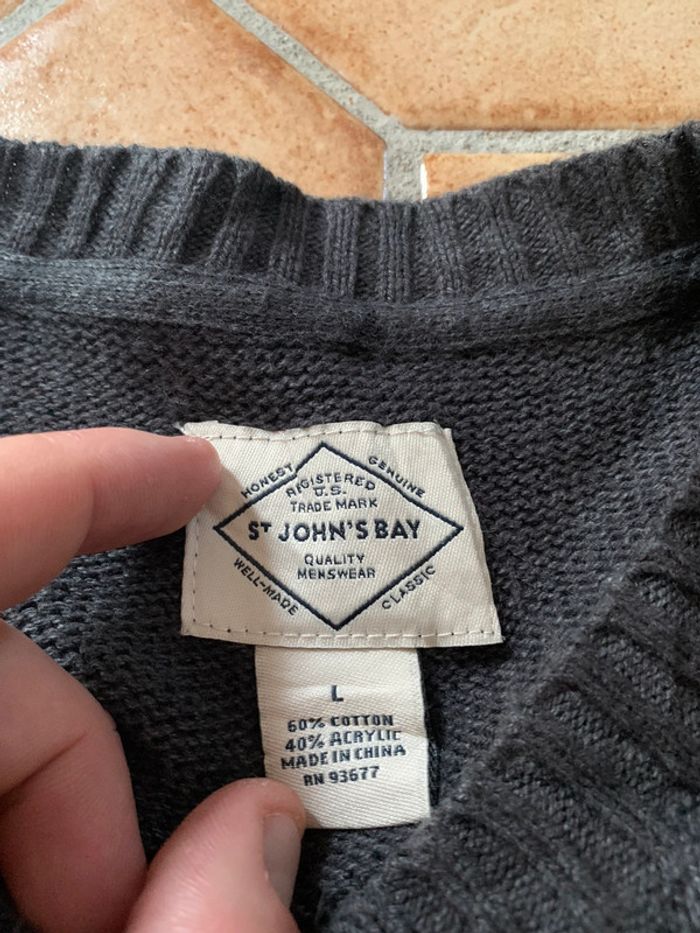 HONEST
GENUINE
REGISTERED
U.S.
TRADE MARK
ST JOHN'S BAY
QUALITY
MENSWEAR
WELL-MADE
CLASSIC
L
60% COTTON
40% ACRYLIC
MADE IN CHINA
RN 93677